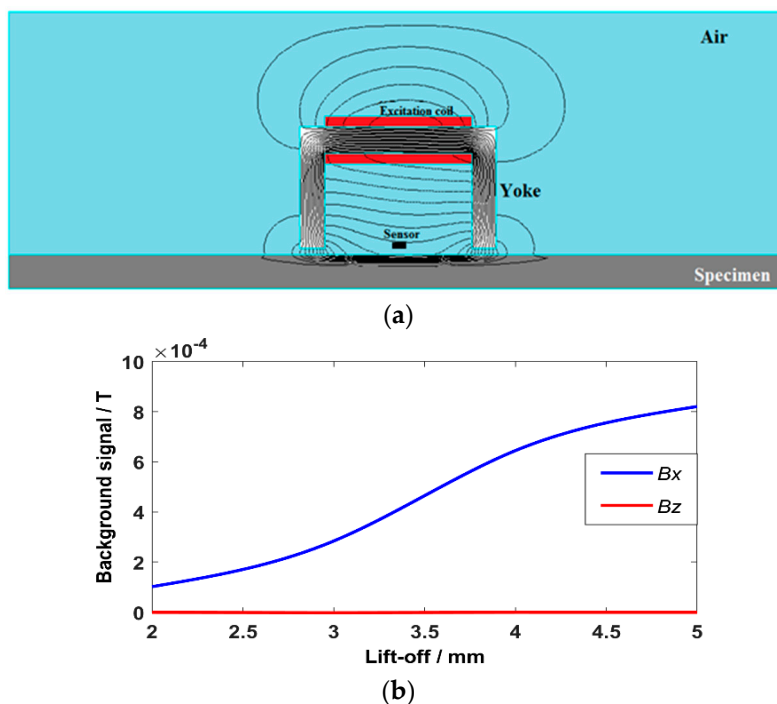 Air
Excitation coil
Yoke
Sensor
Specimen
(a)
× 10⁻⁴
10
8
6
4
2
0
Background signal / T
Bx
Bz
2 2.5 3 3.5 4 4.5 5
Lift-off / mm
(b)